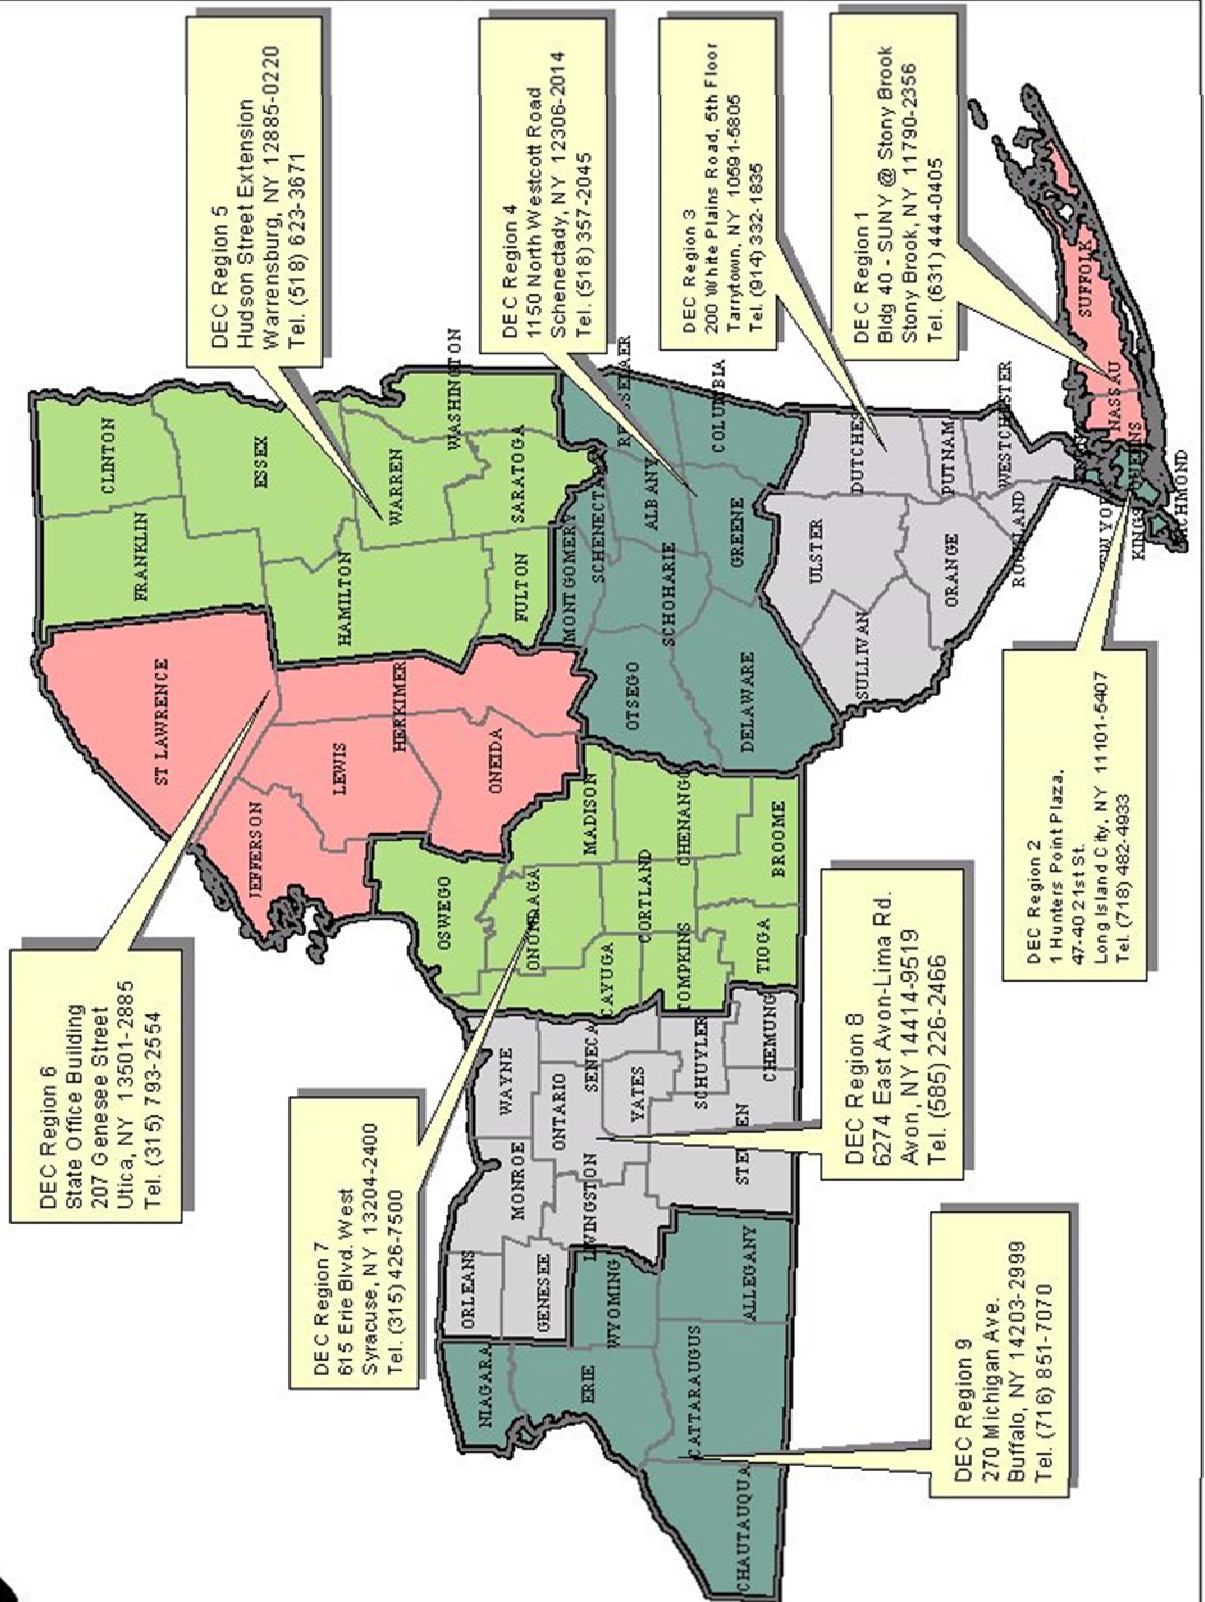 DEC Region 6
State Office Building
207 Genesee Street
Utica, NY 13501-2885
Tel. (315) 793-2554
DEC Region 5
Hudson Street Extension
Warrensburg, NY 12885-0220
Tel. (518) 623-3671
DEC Region 7
615 Erie Blvd. West
Syracuse, NY 13204-2400
Tel. (315) 426-7500
DEC Region 4
1150 North Westcott Road
Schenectady, NY 12306-2014
Tel. (518) 357-2045
DEC Region 3
200 White Plains Road, 5th Floor
Tarrytown, NY 10591-5805
Tel. (914) 332-1835
DEC Region 1
Bldg 40 - SUNY @ Stony Brook
Stony Brook, NY 11790-2356
Tel. (631) 444-0405
DEC Region 9
270 Michigan Ave.
Buffalo, NY 14203-2999
Tel. (716) 851-7070
DEC Region 8
6274 East Avon-Lima Rd.
Avon, NY 14414-9519
Tel. (585) 226-2466
DEC Region 2
1 Hunters Point Plaza,
47-40 21st St.
Long Island City, NY 11101-5407
Tel. (718) 482-4933
CLINTON
FRANKLIN
ST LAWRENCE
ESSEX
JEFFERSON
LEWIS
HAMILTON
HERKIMER
WARREN
WASHINGTON
OSWEGO
ONEIDA
FULTON
SARATOGA
NIAGARA
ORLEANS
MONROE
WAYNE
GENESEE
ONTARIO
SENECA
CAYUGA
MADISON
MONTGOMERY
ERIE
WYOMING
LIVINGSTON
YATES
CORTLAND
CHENANGO
OTSEGO
SCHOHARIE
ALBANY
CHAUTAUQUA
CATTARAUGUS
ALLEGANY
SCHUYLER
TOMPKINS
CHEMUNG
TIOGA
BROOME
DELAWARE
GREENE
COLUMBIA
ULSTER
SULLIVAN
ORANGE
PUTNAM
WESTCHESTER
NASSAU
SUFFOLK